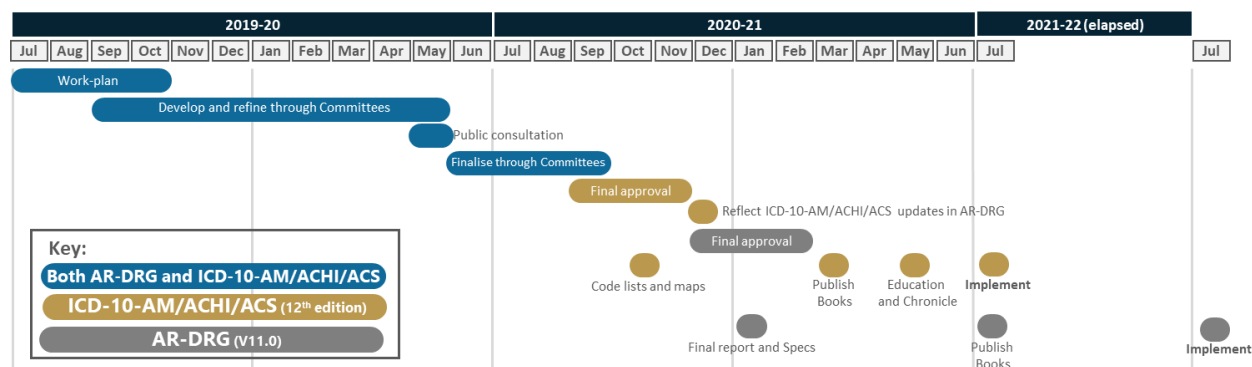 2019-20 2020-21 2021-22 (elapsed)
Jul Aug Sep Oct Nov Dec Jan Feb Mar Apr May Jun Jul Aug Sep Oct Nov Dec Jan Feb Mar Apr May Jun Jul Jul
Work-plan
Develop and refine through Committees
Public consultation
Finalise through Committees
Final approval
Reflect ICD-10-AM/ACHI/ACS updates in AR-DRG
Final approval
Code lists and maps
Publish
Books
Education
and Chronicle
Implement
Final report and Specs
Publish
Books
Implement
Key:
Both AR-DRG and ICD-10-AM/ACHI/ACS
ICD-10-AM/ACHI/ACS (12th edition)
AR-DRG (V11.0)